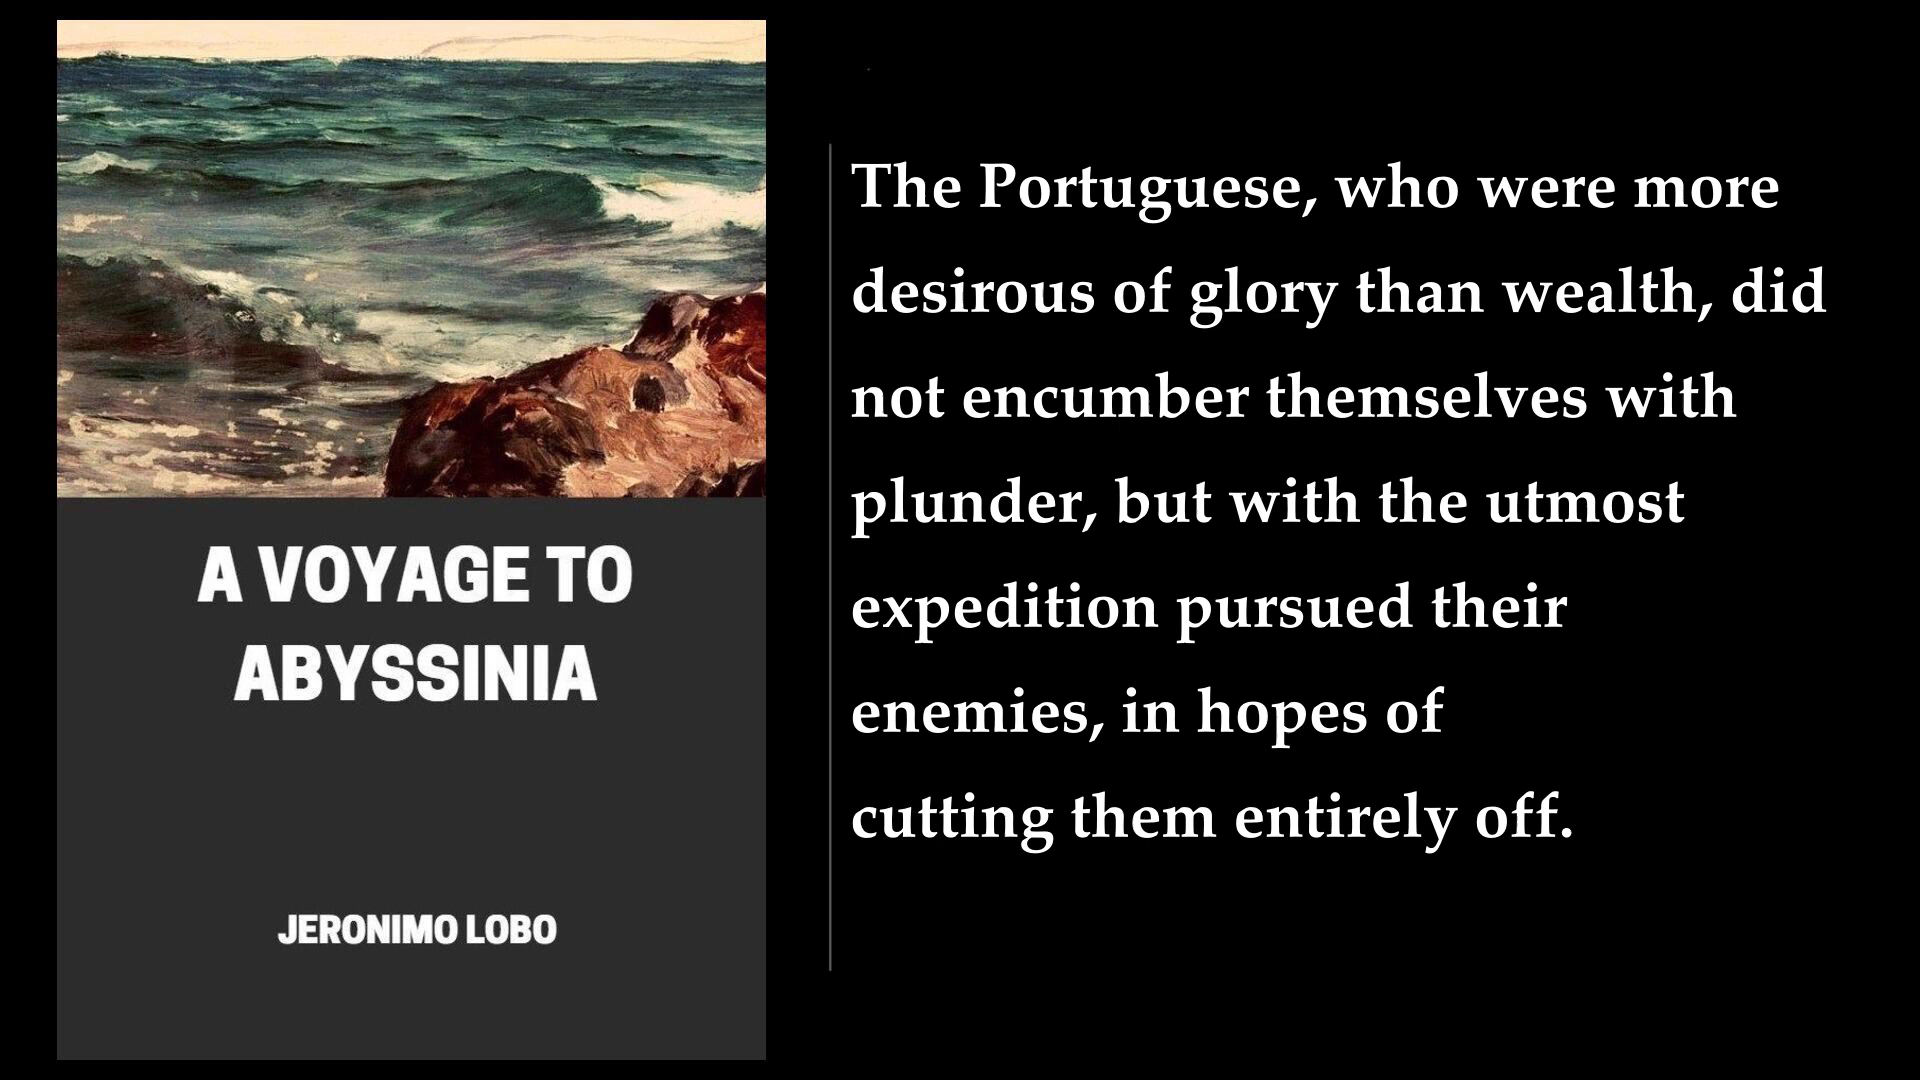 A VOYAGE TO
ABYSSINIA
JERONIMO LOBO
The Portuguese, who were more
desirous of glory than wealth, did
not encumber themselves with
plunder, but with the utmost
expedition pursued their
enemies, in hopes of
cutting them entirely off.